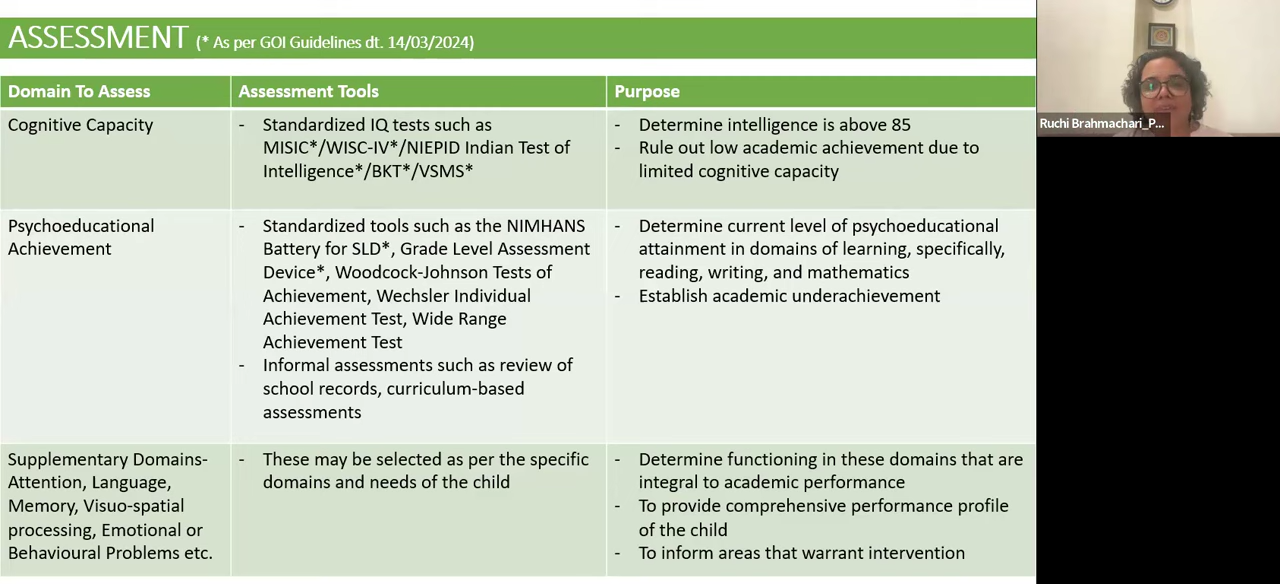 ASSESSMENT (* As per GOI Guidelines dt. 14/03/2024)
Domain To Assess
Assessment Tools
Purpose
Cognitive Capacity
- Standardized IQ tests such as
MISIC*/WISC-IV*/NIEPID Indian Test of
Intelligence*/BKT*/VSMS*
- Determine intelligence is above 85
- Rule out low academic achievement due to
limited cognitive capacity
Psychoeducational
Achievement
- Standardized tools such as the NIMHANS
Battery for SLD*, Grade Level Assessment
Device*, Woodcock-Johnson Tests of
Achievement, Wechsler Individual
Achievement Test, Wide Range
Achievement Test
- Informal assessments such as review of
school records, curriculum-based
assessments
- Determine current level of psychoeducational
attainment in domains of learning, specifically,
reading, writing, and mathematics
- Establish academic underachievement
Supplementary Domains-
Attention, Language,
Memory, Visuo-spatial
processing, Emotional or
Behavioural Problems etc.
- These may be selected as per the specific
domains and needs of the child
- Determine functioning in these domains that are
integral to academic performance
- To provide comprehensive performance profile
of the child
- To inform areas that warrant intervention
Ruchi Brahmachari_P...